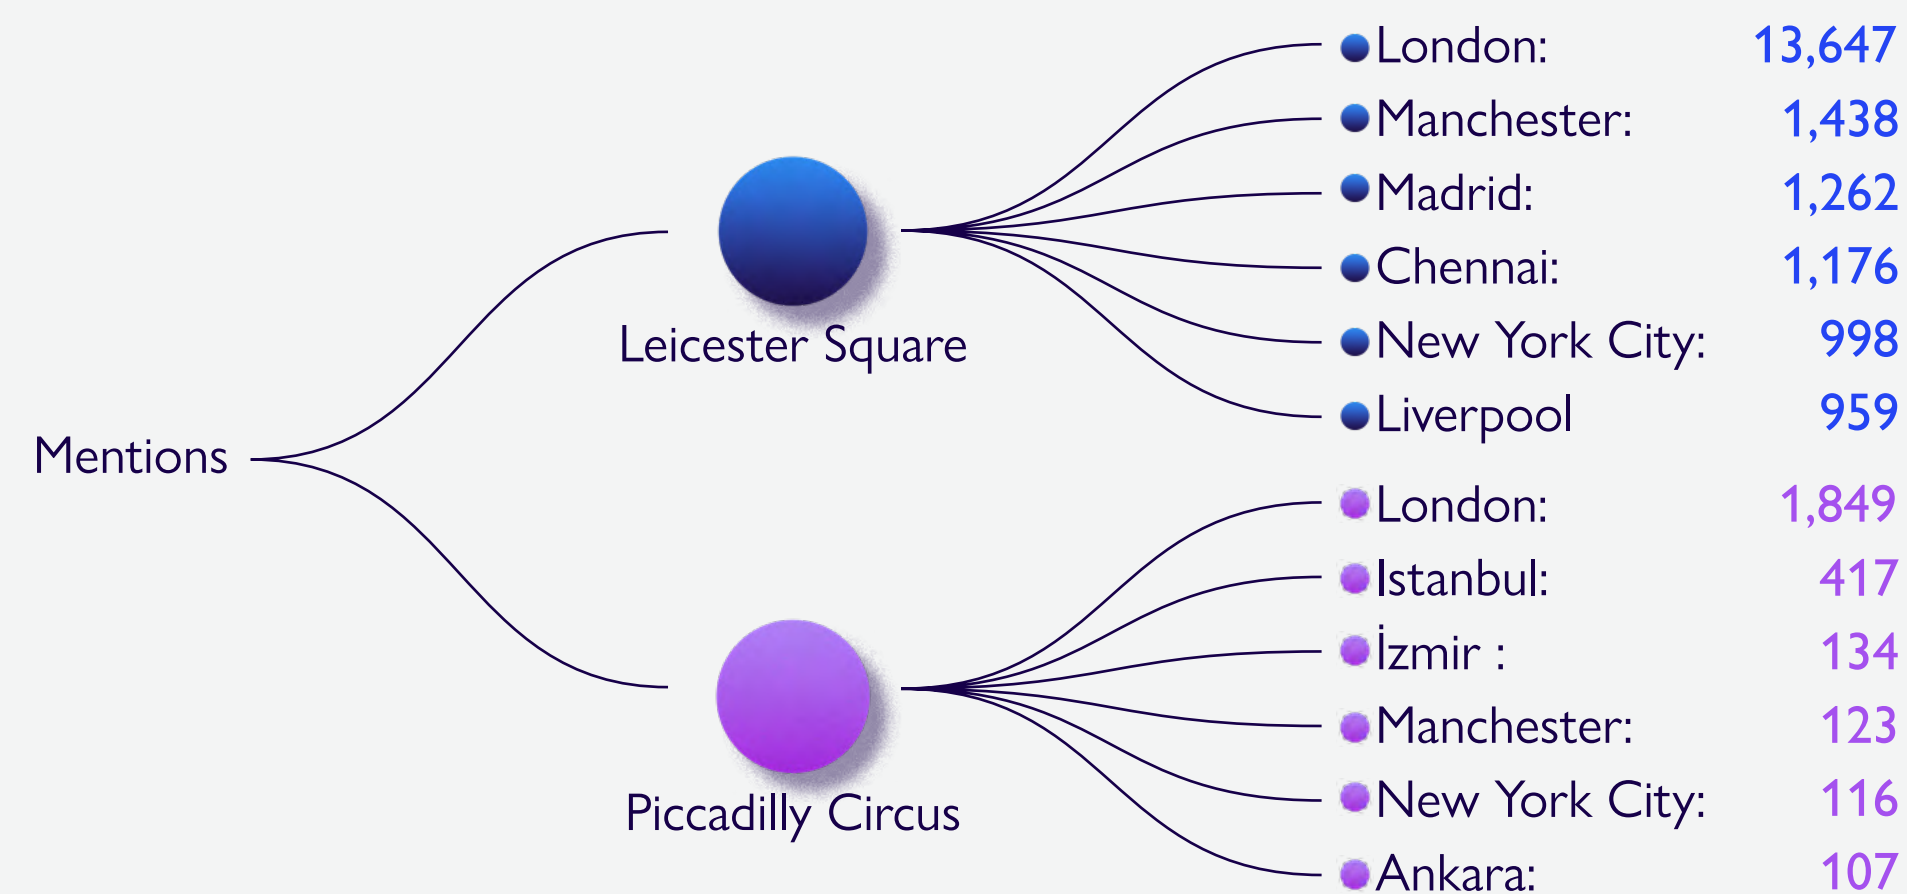 Mentions
Leicester Square
London: 13,647
Manchester: 1,438
Madrid: 1,262
Chennai: 1,176
New York City: 998
Liverpool 959
Piccadilly Circus
London: 1,849
Istanbul: 417
İzmir : 134
Manchester: 123
New York City: 116
Ankara: 107